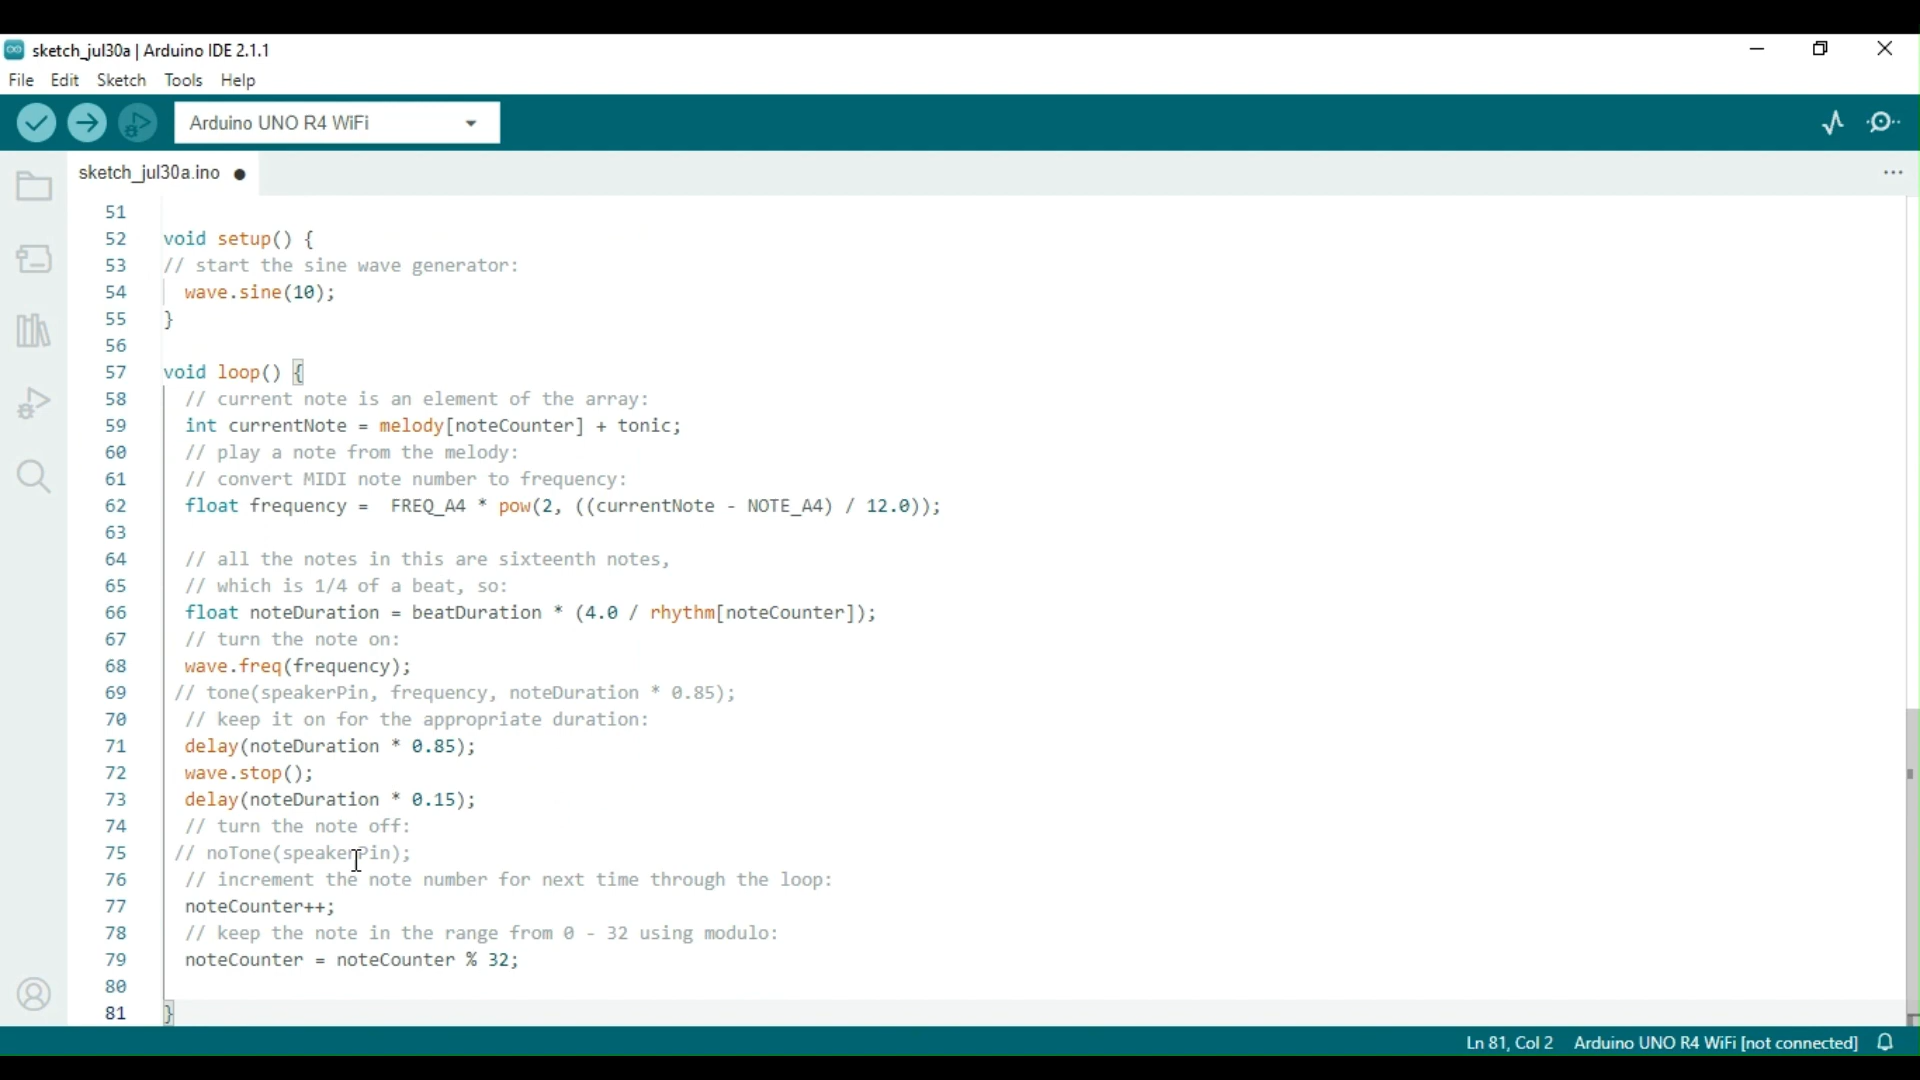 sketch_jul30a | Arduino IDE 2.1.1
File Edit Sketch Tools Help
Arduino UNO R4 WiFi
sketch_jul30a.ino
51
52 void setup() {
53 // start the sine wave generator:
54 wave.sine(10);
55 }
56
57 void loop() {
58 // current note is an element of the array:
59 int currentNote = melody[noteCounter] + tonic;
60 // play a note from the melody:
61 // convert MIDI note number to frequency:
62 float frequency = FREQ_A4 * pow(2, ((currentNote - NOTE_A4) / 12.0));
63
64 // all the notes in this are sixteenth notes,
65 // which is 1/4 of a beat, so:
66 float noteDuration = beatDuration * (4.0 / rhythm[noteCounter]);
67 // turn the note on:
68 wave.freq(frequency);
69 // tone(speakerPin, frequency, noteDuration * 0.85);
70 // keep it on for the appropriate duration:
71 delay(noteDuration * 0.85);
72 wave.stop();
73 delay(noteDuration * 0.15);
74 // turn the note off:
75 // noTone(speakerPin);
76 // increment the note number for next time through the loop:
77 noteCounter++;
78 // keep the note in the range from 0 - 32 using modulo:
79 noteCounter = noteCounter % 32;
80
81 }
Ln 81, Col 2 Arduino UNO R4 WiFi [not connected]